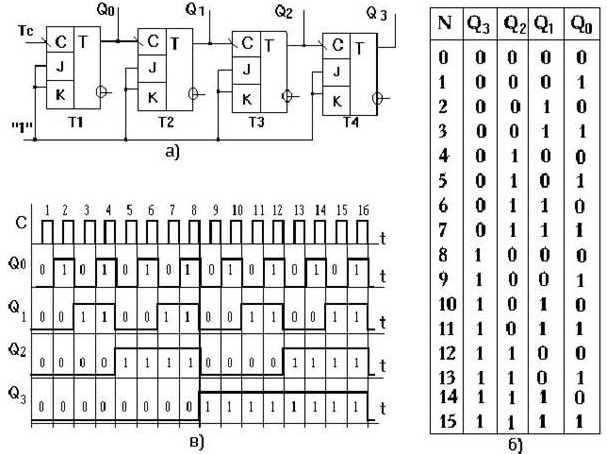 Q0 Q1 Q2 Q3
Tc C T C T C T C T
J J J J
K K K K
T1 T2 T3 T4
"1"
а)
1 2 3 4 5 6 7 8 9 10 11 12 13 14 15 16
C t
Q0 0 1 0 1 0 1 0 1 0 1 0 1 0 1 0 1 t
Q1 0 0 1 1 0 0 1 1 0 0 1 1 0 0 1 1 t
Q2 0 0 0 0 1 1 1 1 0 0 0 0 1 1 1 1 t
Q3 0 0 0 0 0 0 0 0 1 1 1 1 1 1 1 1 t
в)
N Q3 Q2 Q1 Q0
0 0 0 0 0
1 0 0 0 1
2 0 0 1 0
3 0 0 1 1
4 0 1 0 0
5 0 1 0 1
6 0 1 1 0
7 0 1 1 1
8 1 0 0 0
9 1 0 0 1
10 1 0 1 0
11 1 0 1 1
12 1 1 0 0
13 1 1 0 1
14 1 1 1 0
15 1 1 1 1
б)